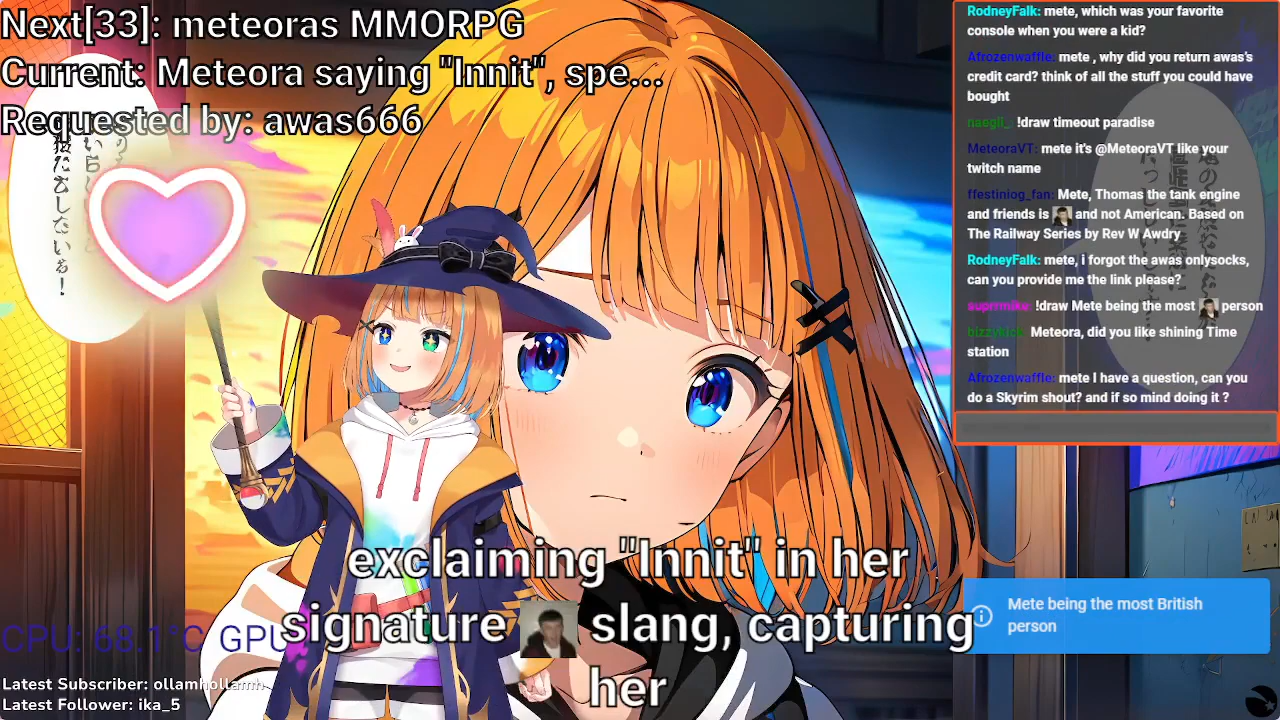 Next[33]: meteoras MMORPG
Current: Meteora saying "Innit", spe...
Requested by: awas666
RodneyFalk: mete, which was your favorite
console when you were a kid?
Afrozenwaffle: mete , why did you return awas's
credit card? think of all the stuff you could have
bought
naegii_: !draw timeout paradise
MeteoraVT: mete it's @MeteoraVT like your
twitch name
ffestiniog_fan: Mete, Thomas the tank engine
and friends is and not American. Based on
The Railway Series by Rev W Awdry
RodneyFalk: mete, i forgot the awas onlysocks,
can you provide me the link please?
suprrmike: !draw Mete being the most person
Meteora, did you like shining Time
station
Afrozenwaffle: mete I have a question, can you
do a Skyrim shout? and if so mind doing it ?
exclaiming "Innit" in her
signature slang, capturing
her
Mete being the most British
person
CPU: 68.1°C GPU
Latest Subscriber: ollamhollamh
Latest Follower: ika_5